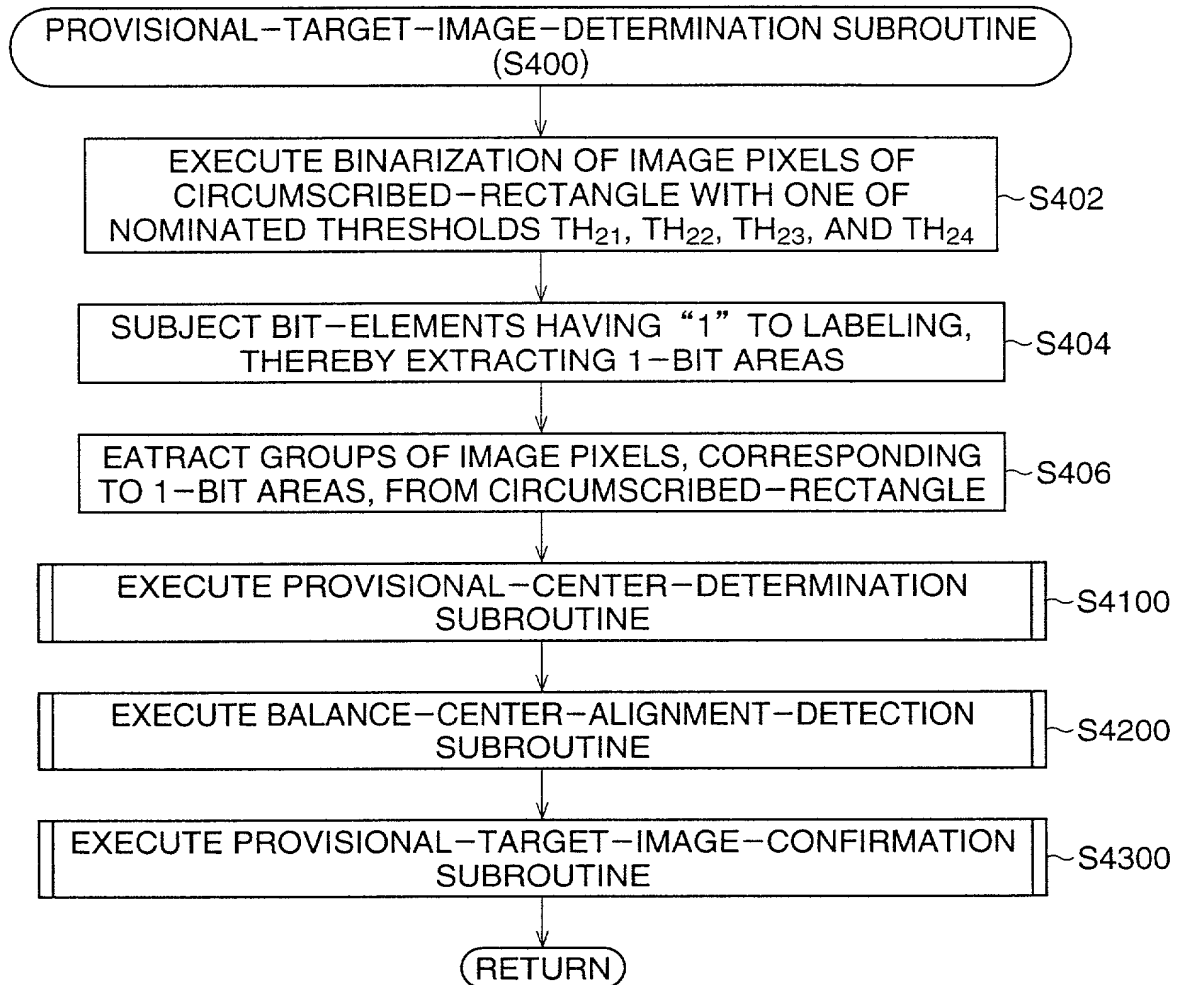 PROVISIONAL-TARGET-IMAGE-DETERMINATION SUBROUTINE
(S400)
EXECUTE BINARIZATION OF IMAGE PIXELS OF
CIRCUMSCRIBED-RECTANGLE WITH ONE OF
NOMINATED THRESHOLDS TH₂₁, TH₂₂, TH₂₃, AND TH₂₄
S402
SUBJECT BIT-ELEMENTS HAVING “1” TO LABELING,
THEREBY EXTRACTING 1-BIT AREAS
S404
EATRACT GROUPS OF IMAGE PIXELS, CORRESPONDING
TO 1-BIT AREAS, FROM CIRCUMSCRIBED-RECTANGLE
S406
EXECUTE PROVISIONAL-CENTER-DETERMINATION
SUBROUTINE
S4100
EXECUTE BALANCE-CENTER-ALIGNMENT-DETECTION
SUBROUTINE
S4200
EXECUTE PROVISIONAL-TARGET-IMAGE-CONFIRMATION
SUBROUTINE
S4300
RETURN